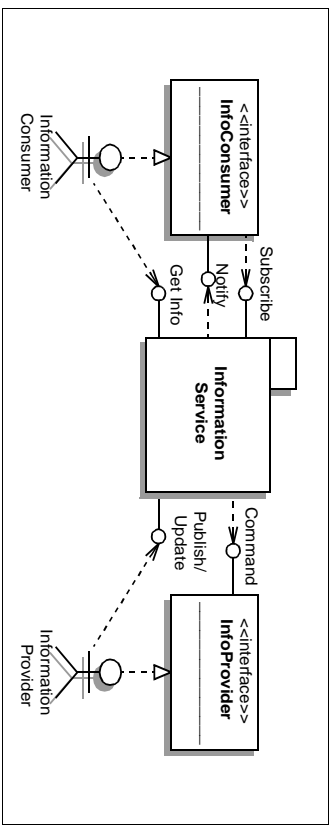 <<interface>>
InfoConsumer
Subscribe
Notify
Get Info
Information
Consumer
Information
Service
Command
Publish/
Update
<<interface>>
InfoProvider
Information
Provider